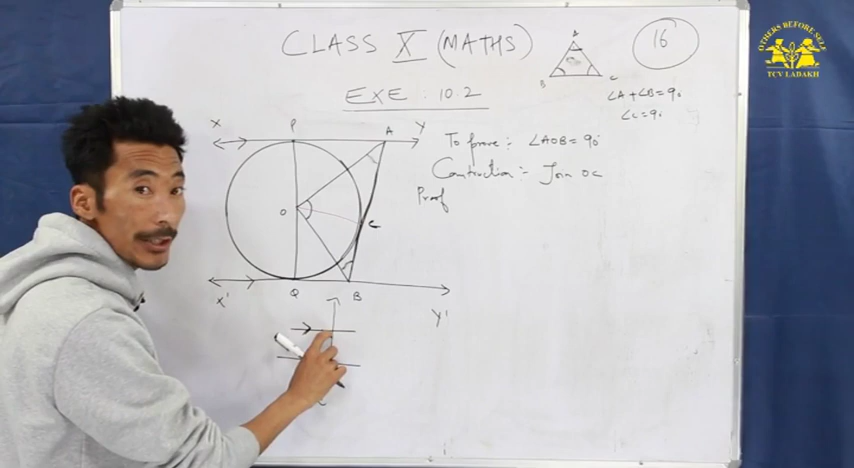 CLASS X (MATHS)
16
OTHERS BEFORE SELF
TCV LADAKH
EXE : 10.2
A
B
C
∠A+∠B=90
∠C=90
X
P
A
Y
To prove :- ∠AOB = 90°
Contruction :- Join OC
Proof
O
C
Q
B
X'
Y'